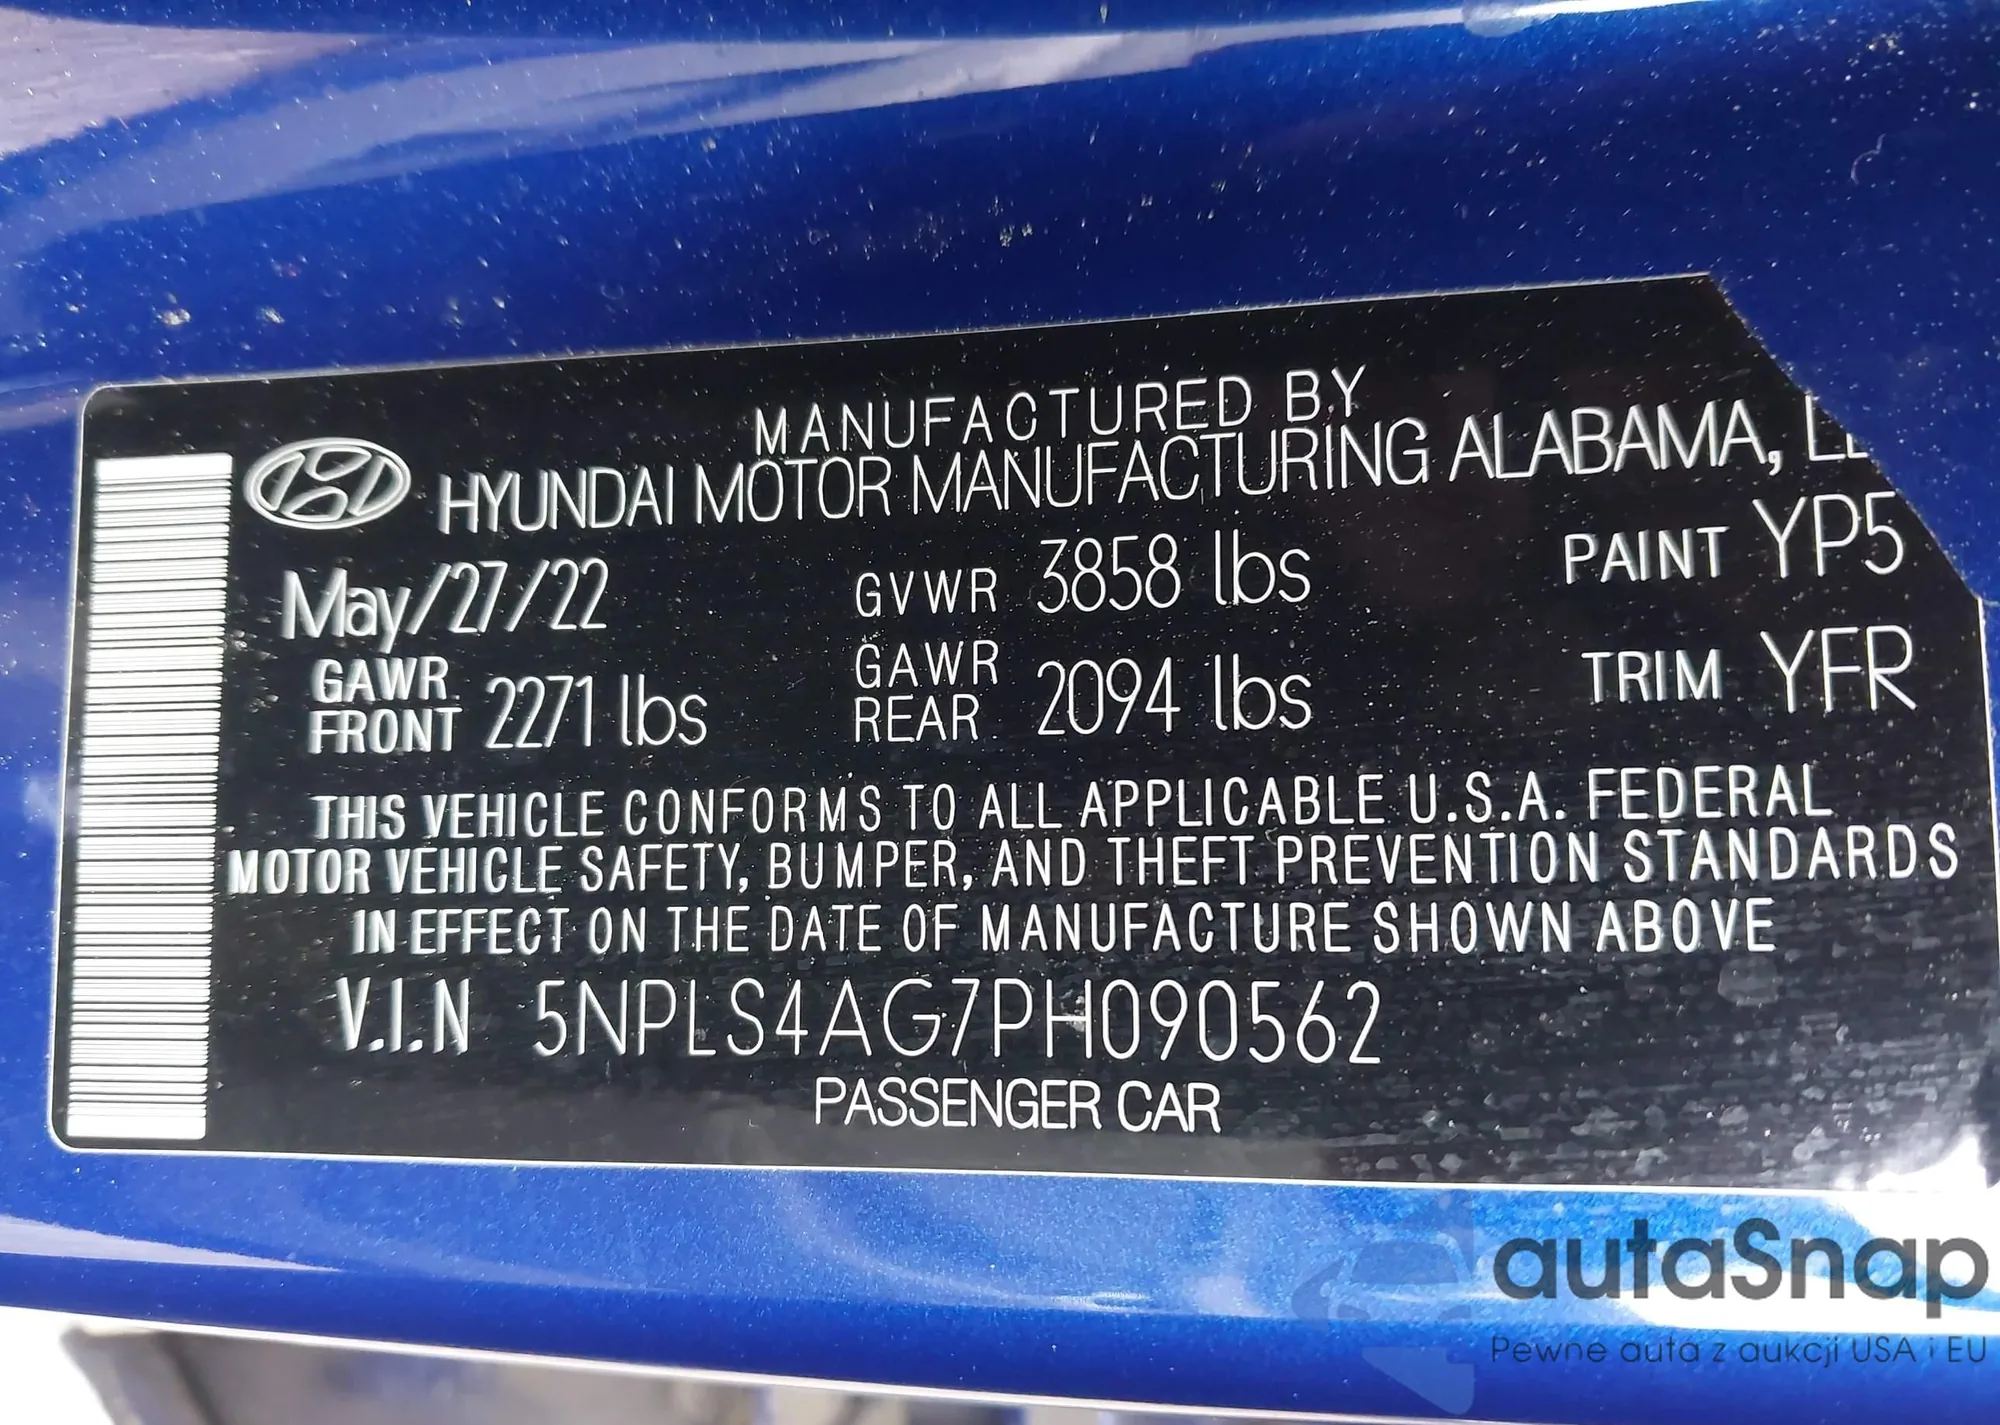 MANUFACTURED BY
HYUNDAI MOTOR MANUFACTURING ALABAMA,
May/27/22 GVWR 3858 lbs PAINT YP5
GAWR FRONT 2271 lbs GAWR REAR 2094 lbs TRIM YFR
THIS VEHICLE CONFORMS TO ALL APPLICABLE U.S.A. FEDERAL
MOTOR VEHICLE SAFETY, BUMPER, AND THEFT PREVENTION STANDARDS
IN EFFECT ON THE DATE OF MANUFACTURE SHOWN ABOVE
V.I.N 5NPLS4AG7PH090562
PASSENGER CAR
autaSnap
Pewne auta z aukcji USA i EU